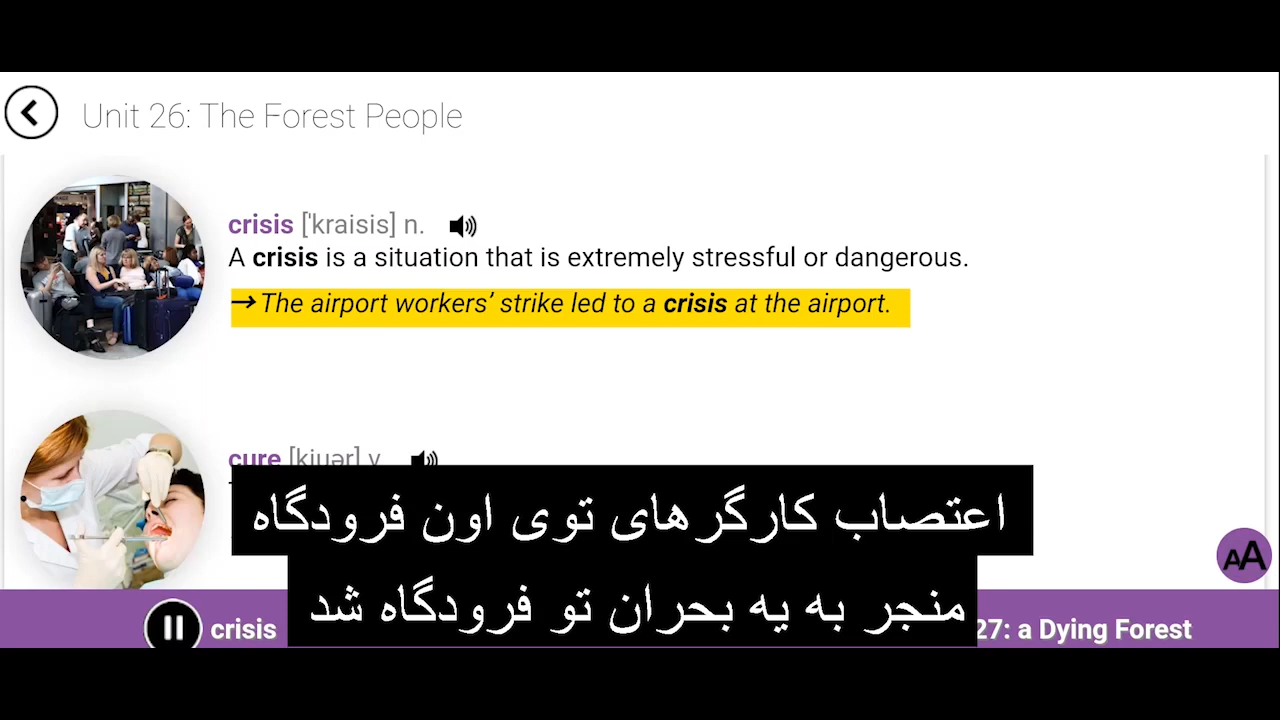 Unit 26: The Forest People
crisis ['kraisis] n.
A crisis is a situation that is extremely stressful or dangerous.
→ The airport workers’ strike led to a crisis at the airport.
cure [kjuər] v.
اعتصاب کارگرهای توی اون فرودگاه
منجر به یه بحران تو فرودگاه شد
AA
crisis
27: a Dying Forest